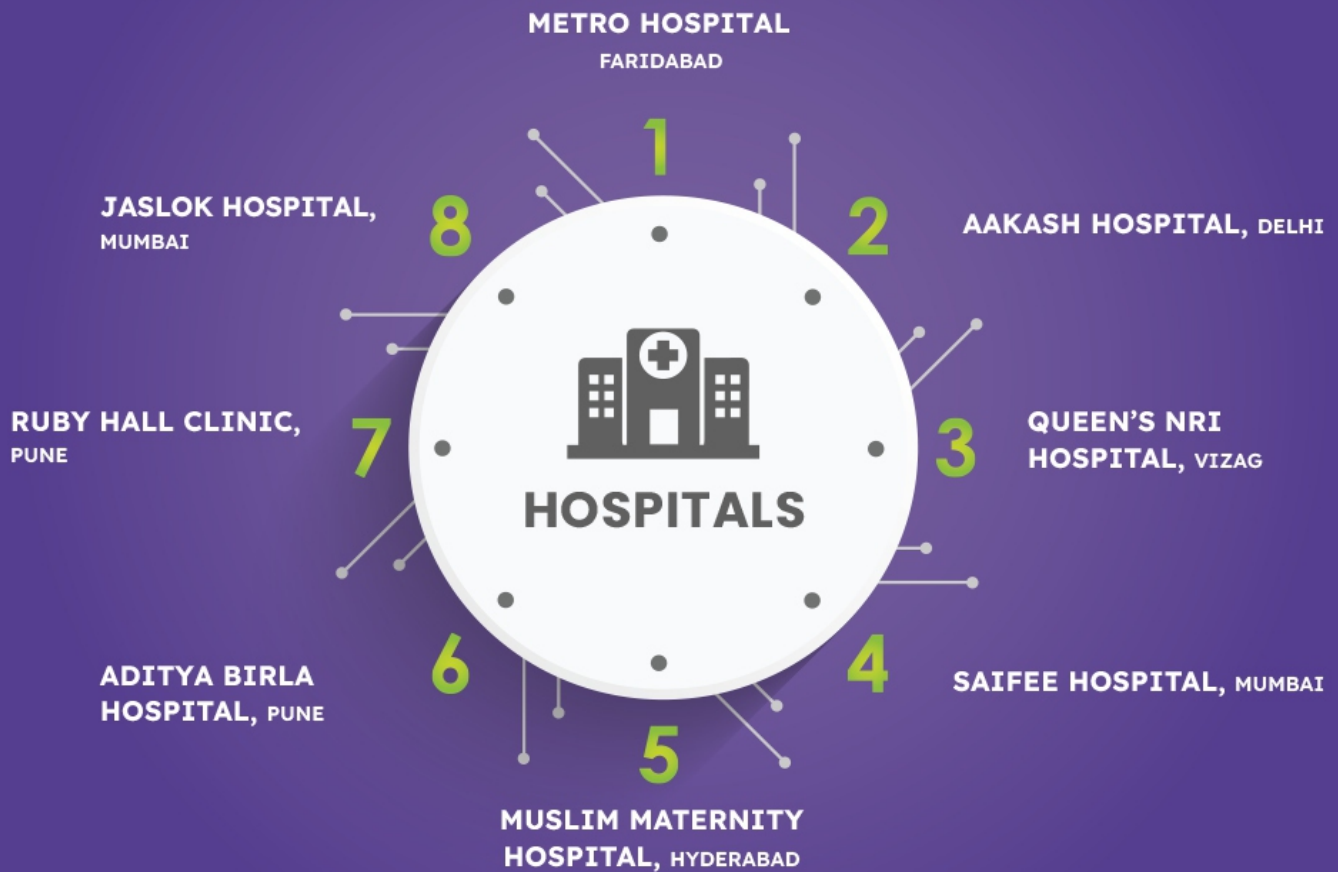 METRO HOSPITAL
FARIDABAD
1
2
AAKASH HOSPITAL, DELHI
3
QUEEN’S NRI
HOSPITAL, VIZAG
4
SAIFEE HOSPITAL, MUMBAI
5
MUSLIM MATERNITY
HOSPITAL, HYDERABAD
6
ADITYA BIRLA
HOSPITAL, PUNE
7
RUBY HALL CLINIC,
PUNE
8
JASLOK HOSPITAL,
MUMBAI
HOSPITALS